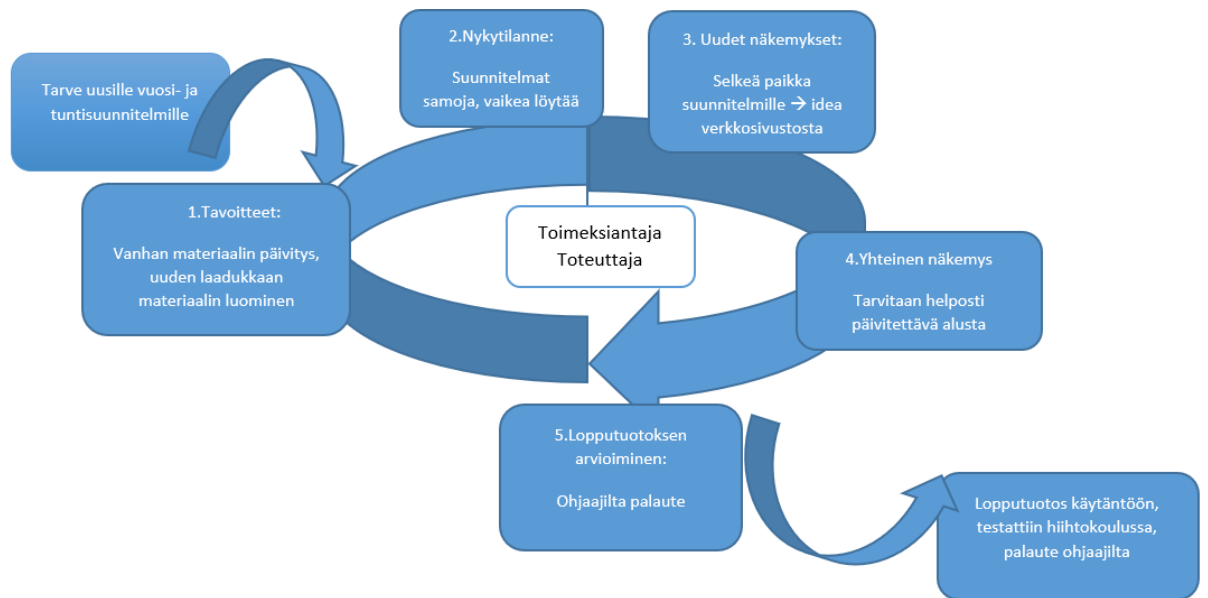 Tarve uusille vuosi- ja
tuntisuunnitelmille
1.Tavoitteet:
Vanhan materiaalin päivitys,
uuden laadukkaan
materiaalin luominen
2.Nykytilanne:
Suunnitelmat
samoja, vaikea löytää
3. Uudet näkemykset:
Selkeä paikka
suunnitelmille → idea
verkkosivustosta
Toimeksiantaja
Toteuttaja
4.Yhteinen näkemys
Tarvitaan helposti
päivitettävä alusta
5.Lopputuotoksen
arvioiminen:
Ohjaajilta palaute
Lopputuotos käytäntöön,
testattiin hiihtokoulussa,
palaute ohjaajilta